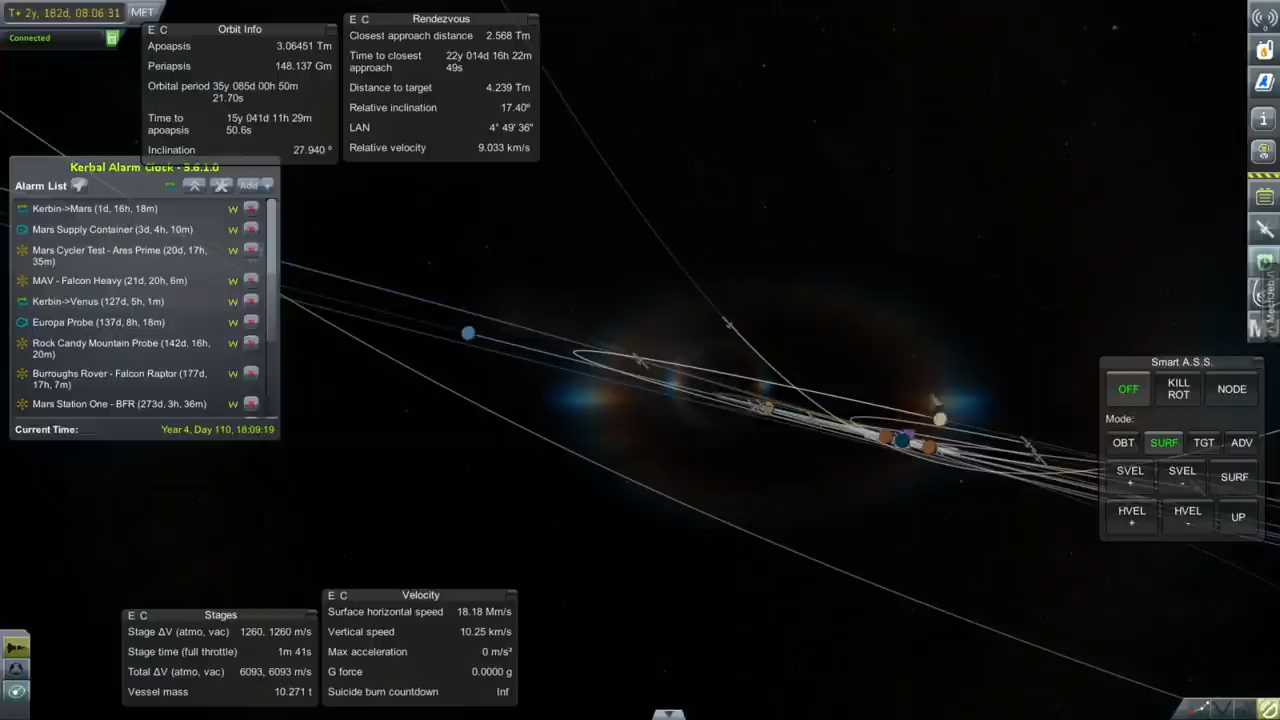 T+ 2y, 182d, 08:06:31 MET
Connected
E C Orbit Info
Apoapsis 3.06451 Tm
Periapsis 148.137 Gm
Orbital period 35y 085d 00h 50m
21.70s
Time to 15y 041d 11h 29m
apoapsis 50.6s
Inclination 27.940 º
E C Rendezvous
Closest approach distance 2.568 Tm
Time to closest 22y 014d 16h 22m
approach 49s
Distance to target 4.239 Tm
Relative inclination 17.40º
LAN 4° 49' 36"
Relative velocity 9.033 km/s
Kerbal Alarm Clock - 3.6.1.0
Alarm List Add +
Kerbin->Mars (1d, 16h, 18m) W
Mars Supply Container (3d, 4h, 10m) W
Mars Cycler Test - Ares Prime (20d, 17h, W
35m)
MAV - Falcon Heavy (21d, 20h, 6m) W
Kerbin->Venus (127d, 5h, 1m) W
Europa Probe (137d, 8h, 18m) W
Rock Candy Mountain Probe (142d, 16h, W
20m)
Burroughs Rover - Falcon Raptor (177d, W
17h, 7m)
Mars Station One - BFR (273d, 3h, 36m) W
Current Time: Year 4, Day 110, 18:09:19
MechJeb
M
Smart A.S.S.
OFF KILL NODE
ROT
Mode:
OBT SURF TGT ADV
SVEL SVEL SURF
+ -
HVEL HVEL UP
+ -
E C Stages
Stage ΔV (atmo, vac) 1260, 1260 m/s
Stage time (full throttle) 1m 41s
Total ΔV (atmo, vac) 6093, 6093 m/s
Vessel mass 10.271 t
E C Velocity
Surface horizontal speed 18.18 Mm/s
Vertical speed 10.25 km/s
Max acceleration 0 m/s²
G force 0.0000 g
Suicide burn countdown Inf